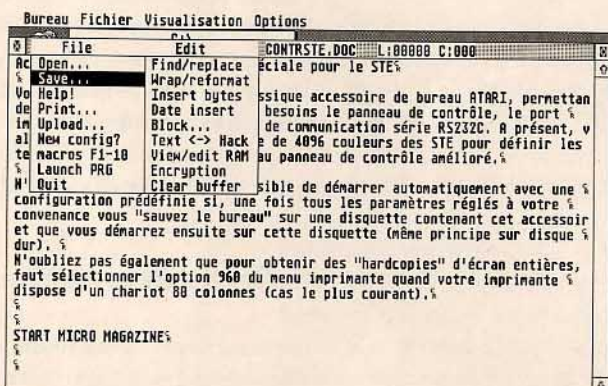 Bureau Fichier Visualisation Options
C:\
File Edit CONTRSTE.DOC L:00000 C:000
Ac Open... Find/replace éciale pour le STE
Save... Wrap/reformat
Vo Help! Insert bytes ssique accessoire de bureau ATARI, permettan
de Print... Date insert besoins le panneau de contrôle, le port
im Upload... Block... de communication série RS232C. A présent, v
al New config? Text <-> Hack e de 4096 couleurs des STE pour définir les
te macros F1-10 View/edit RAM au panneau de contrôle amélioré.
Launch PRG Encryption
N' Quit Clear buffer sible de démarrer automatiquement avec une
configuration prédéfinie si, une fois tous les paramètres réglés à votre
convenance vous "sauvez le bureau" sur une disquette contenant cet accessoir
et que vous démarrez ensuite sur cette disquette (même principe sur disque
dur).
N'oubliez pas également que pour obtenir des "hardcopies" d'écran entières,
faut sélectionner l'option 960 du menu imprimante quand votre imprimante
dispose d'un chariot 80 colonnes (cas le plus courant).
START MICRO MAGAZINE